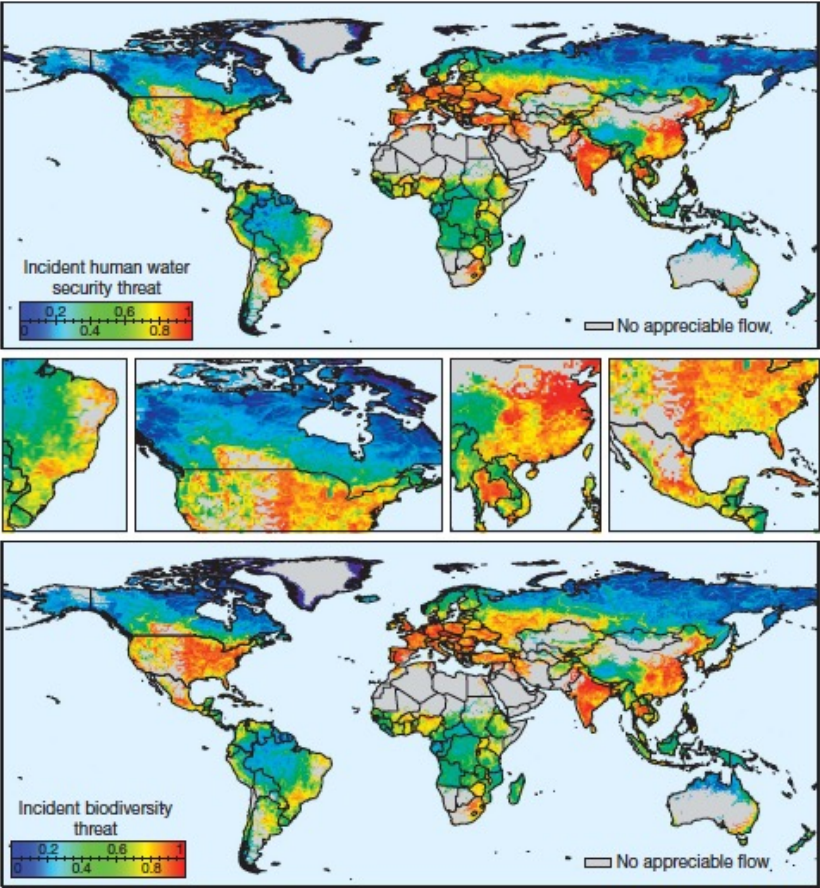 Incident human water
security threat
0.2 0.6 1
0 0.4 0.8
No appreciable flow
Incident biodiversity
threat
0.2 0.6 1
0 0.4 0.8
No appreciable flow